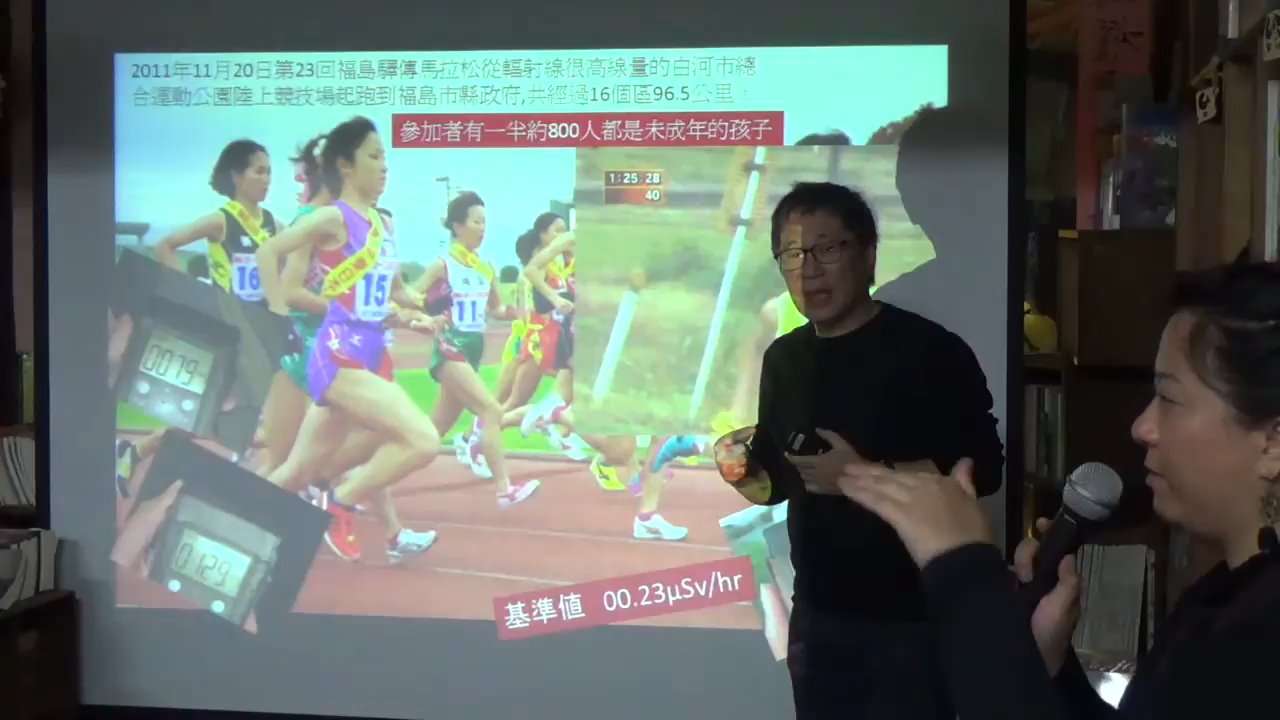 2011年11月20日第23回福島驛傳馬拉松從輻射線很高線量的白河市總
合運動公園陸上競技場起跑到福島市縣政府,共經過16個區96.5公里。
參加者有一半約800人都是未成年的孩子
1:25:28
40
16
15
11
0079
0129
基準值 00.23μSv/hr